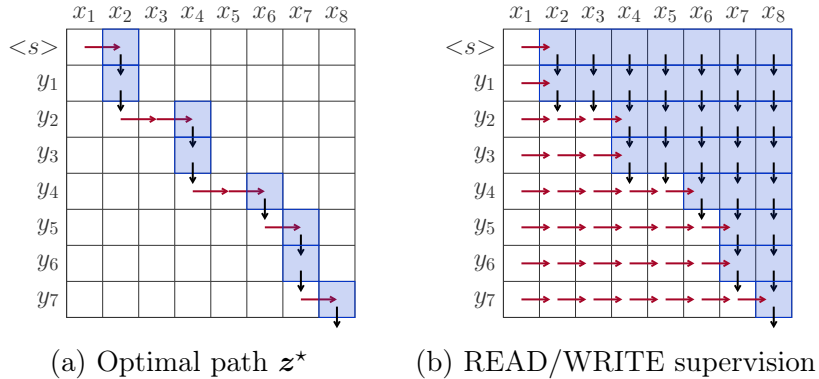 x₁ x₂ x₃ x₄ x₅ x₆ x₇ x₈
<s>
y₁
y₂
y₃
y₄
y₅
y₆
y₇
(a) Optimal path z⋆
x₁ x₂ x₃ x₄ x₅ x₆ x₇ x₈
<s>
y₁
y₂
y₃
y₄
y₅
y₆
y₇
(b) READ/WRITE supervision